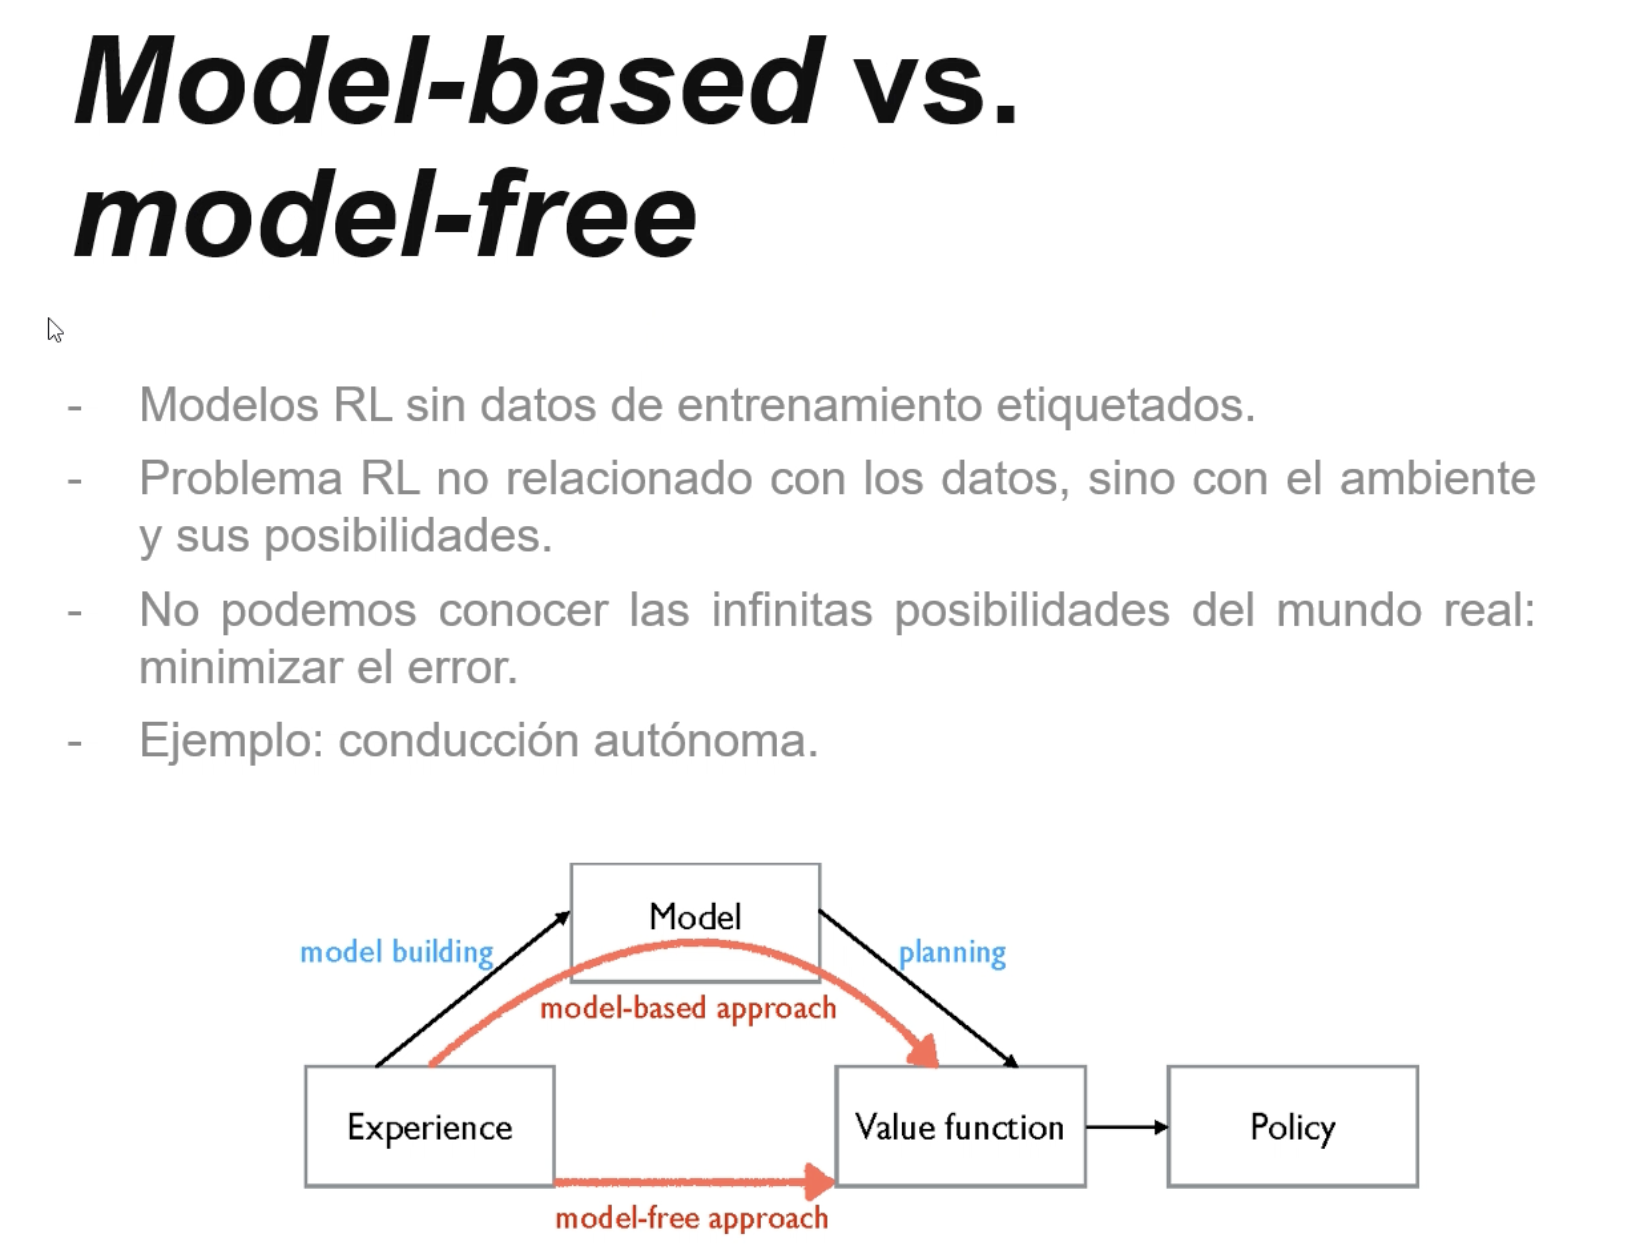 Model-based vs.
model-free
- Modelos RL sin datos de entrenamiento etiquetados.
- Problema RL no relacionado con los datos, sino con el ambiente
y sus posibilidades.
- No podemos conocer las infinitas posibilidades del mundo real:
minimizar el error.
- Ejemplo: conducción autónoma.
Model
model building
planning
model-based approach
Experience
Value function
Policy
model-free approach